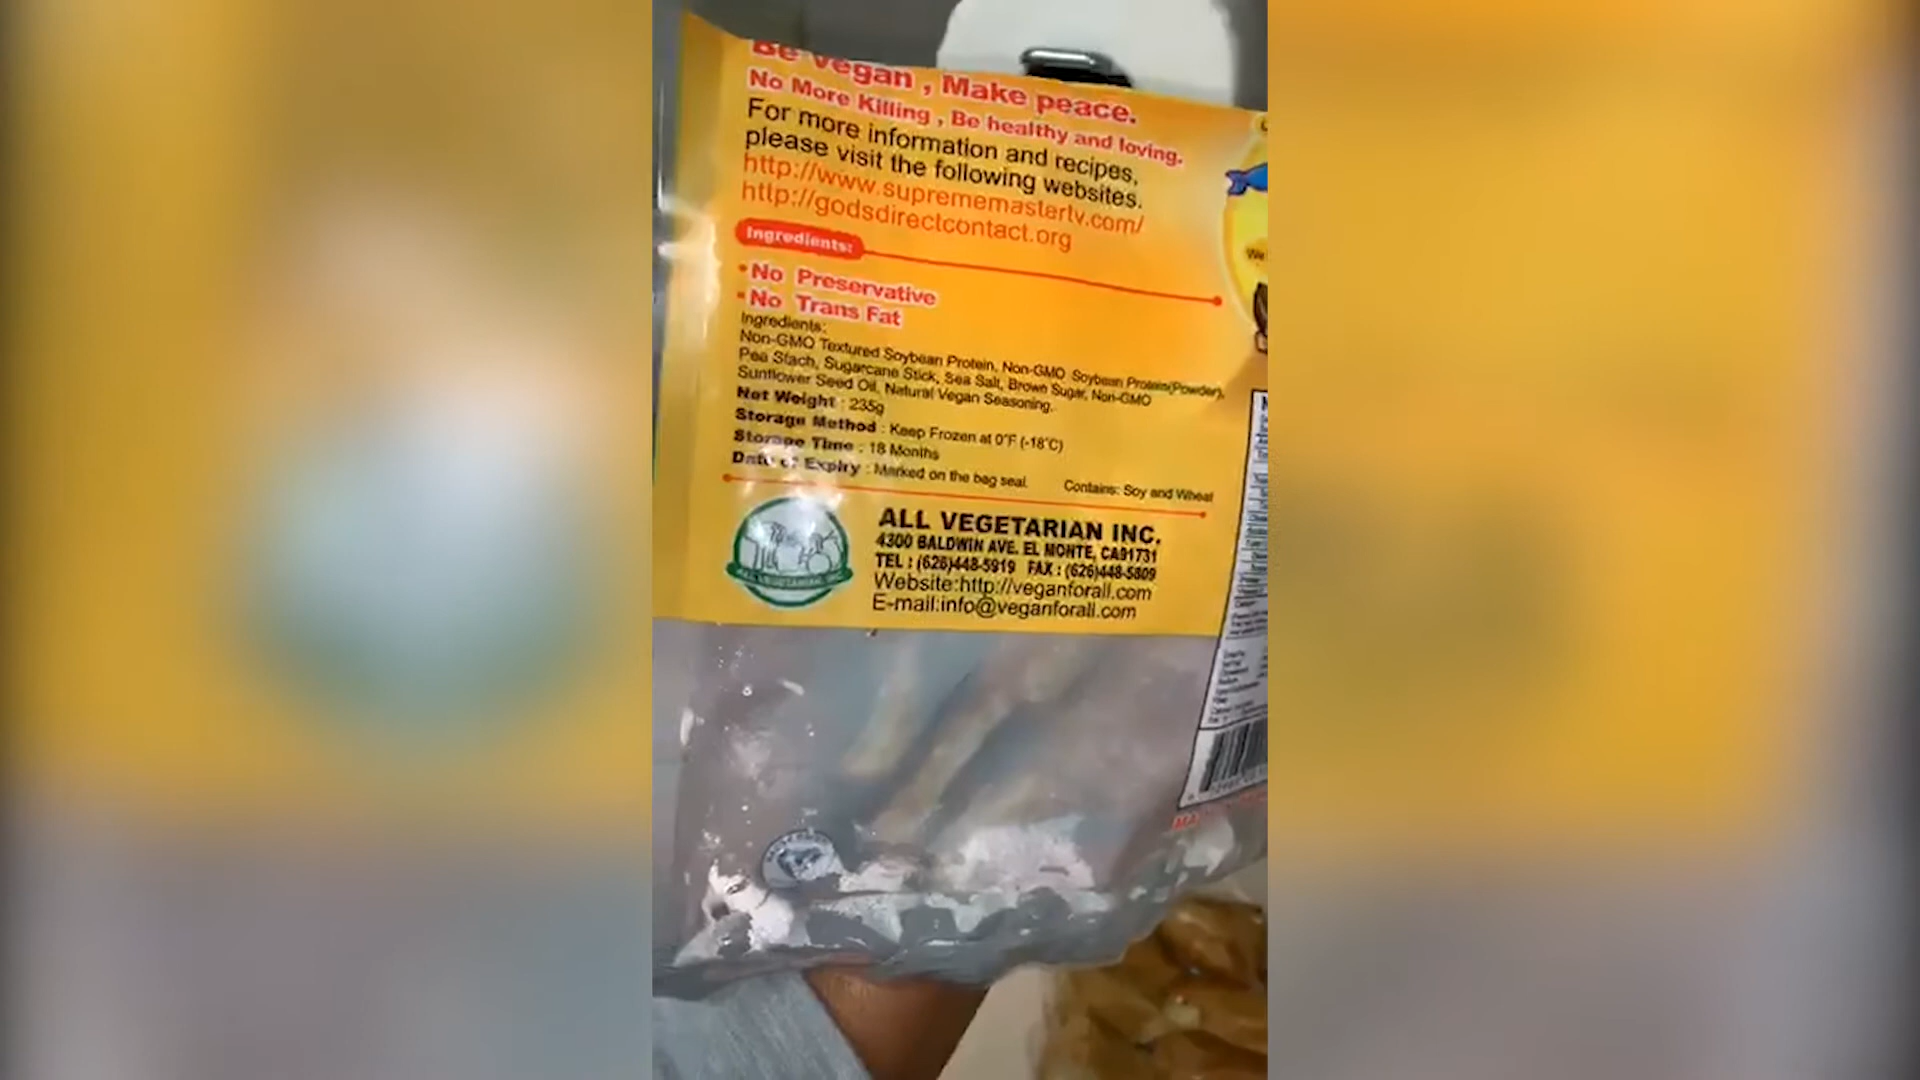 Be vegan , Make peace.
No More Killing , Be healthy and loving.
For more information and recipes,
please visit the following websites.
http://www.suprememastertv.com/
http://godsdirectcontact.org
Ingredients:
•No Preservative
•No Trans Fat
Ingredients:
Non-GMO Textured Soybean Protein, Non-GMO Soybean Protein(Powder),
Pea Stach, Sugarcane Stick, Sea Salt, Brown Sugar, Non-GMO
Sunflower Seed Oil, Natural Vegan Seasoning.
Net Weight : 235g
Storage Method : Keep Frozen at 0°F (-18°C)
Storage Time : 18 Months
Date of Expiry : Marked on the bag seal.
Contains: Soy and Wheat
ALL VEGETARIAN INC.
ALL VEGETARIAN INC.
4300 BALDWIN AVE. EL MONTE, CA91731
TEL : (626)448-5919 FAX : (626)448-5809
Website:http://veganforall.com
E-mail:info@veganforall.com
We
MA